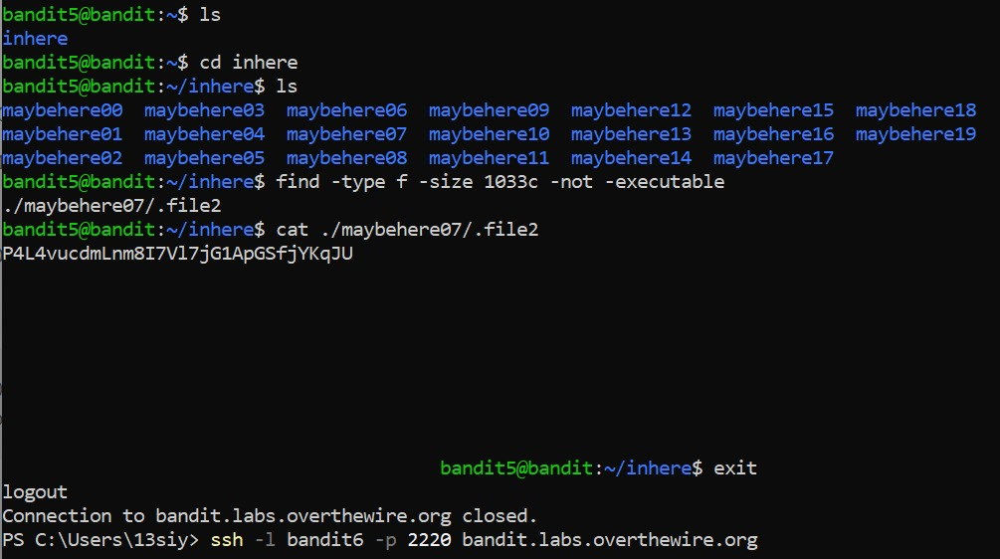 bandit5@bandit:~$ ls
inhere
bandit5@bandit:~$ cd inhere
bandit5@bandit:~/inhere$ ls
maybehere00  maybehere03  maybehere06  maybehere09  maybehere12  maybehere15  maybehere18
maybehere01  maybehere04  maybehere07  maybehere10  maybehere13  maybehere16  maybehere19
maybehere02  maybehere05  maybehere08  maybehere11  maybehere14  maybehere17
bandit5@bandit:~/inhere$ find -type f -size 1033c -not -executable
./maybehere07/.file2
bandit5@bandit:~/inhere$ cat ./maybehere07/.file2
P4L4vucdmLnm8I7Vl7jG1ApGSfjYKqJU
bandit5@bandit:~/inhere$ exit
logout
Connection to bandit.labs.overthewire.org closed.
PS C:\Users\13siy> ssh -l bandit6 -p 2220 bandit.labs.overthewire.org